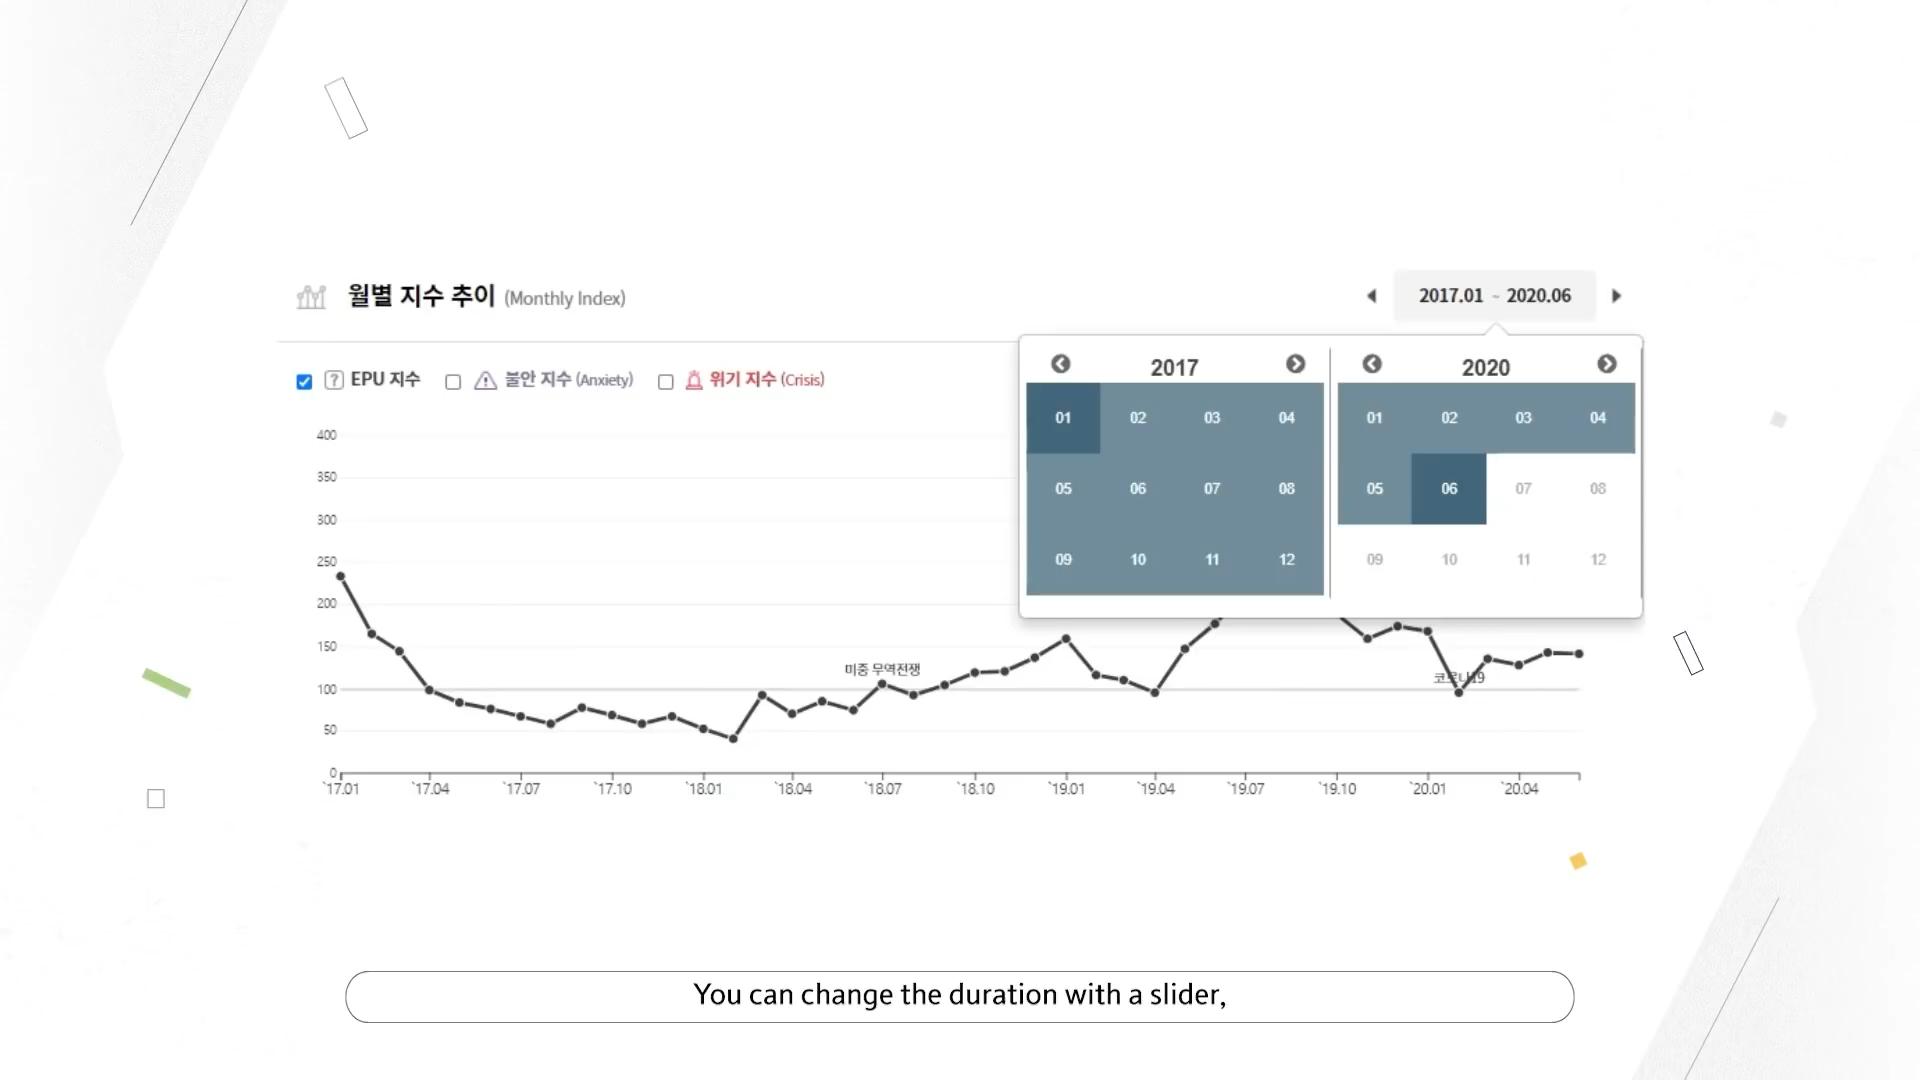 월별 지수 추이 (Monthly Index)
2017.01 ~ 2020.06
EPU 지수
불안 지수 (Anxiety)
위기 지수 (Crisis)
2017
01 02 03 04
05 06 07 08
09 10 11 12
2020
01 02 03 04
05 06 07 08
09 10 11 12
400
350
300
250
200
150
100
50
0
미중 무역전쟁
코로나19
`17.01 `17.04 `17.07 `17.10 `18.01 `18.04 `18.07 `18.10 `19.01 `19.04 `19.07 `19.10 `20.01 `20.04
You can change the duration with a slider,